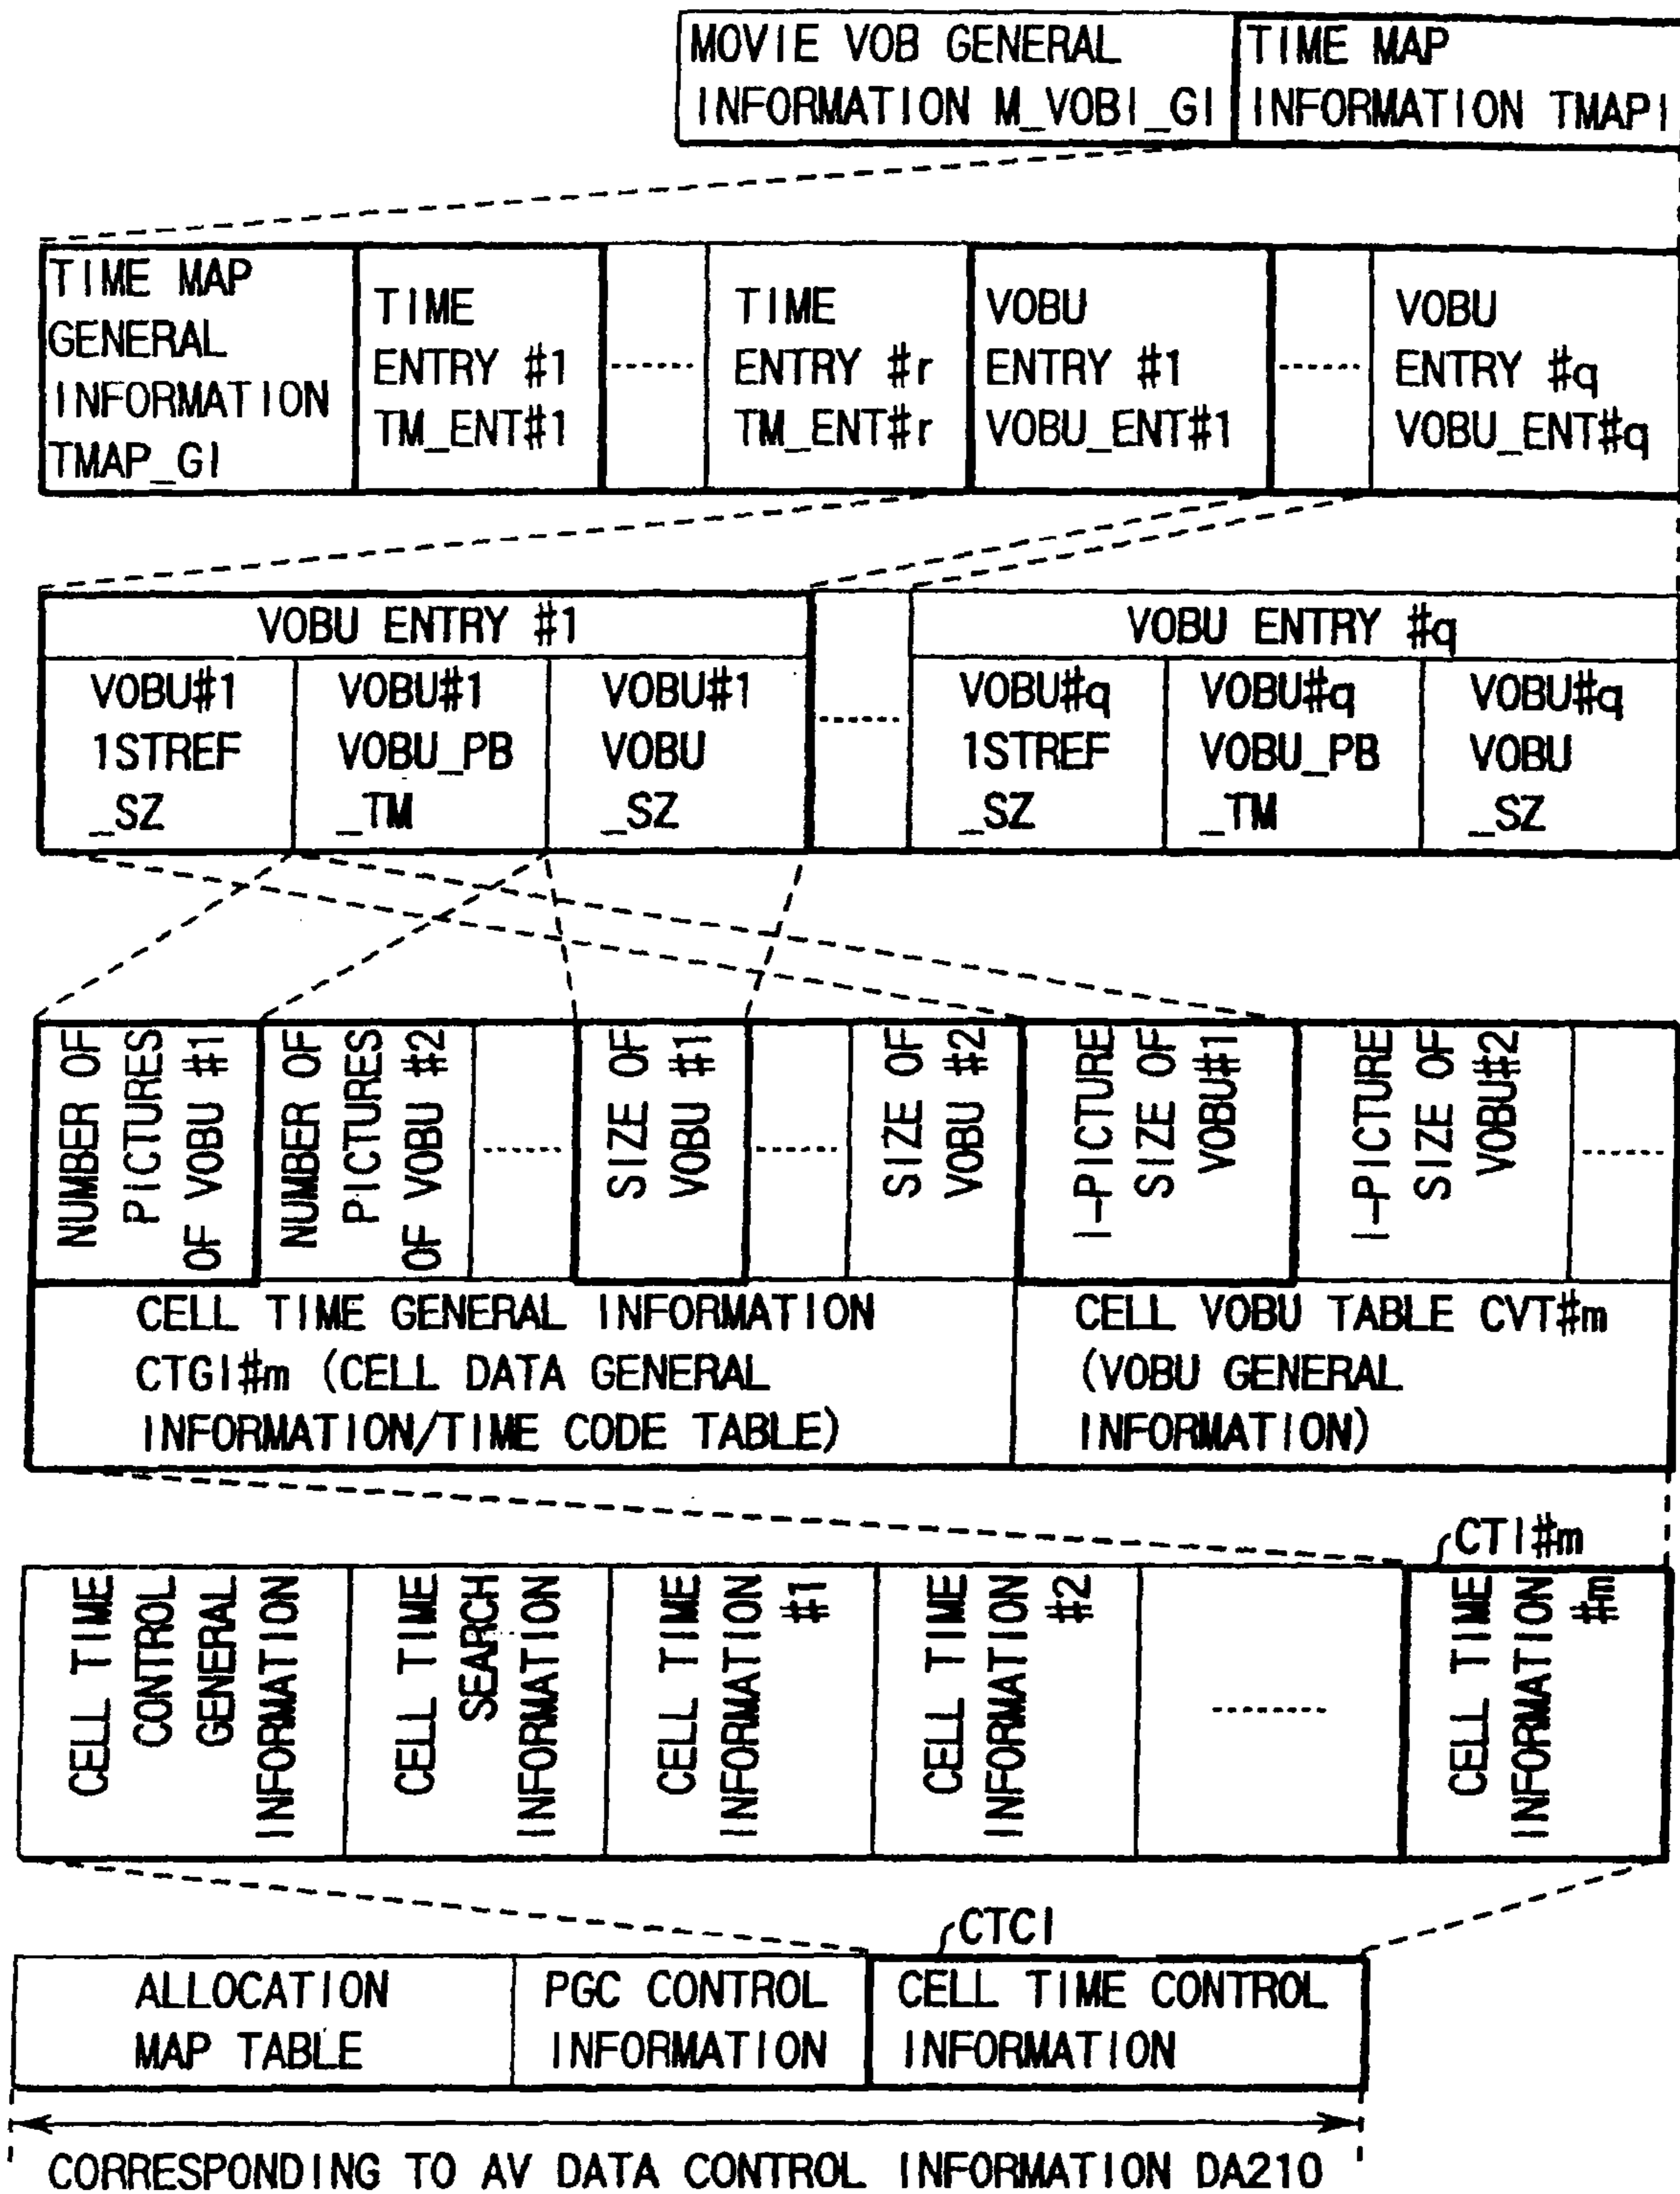 MOVIE VOB GENERAL
INFORMATION M_VOBI_GI
TIME MAP
INFORMATION TMAPI
TIME MAP
GENERAL
INFORMATION
TMAP_GI
TIME
ENTRY #1
TM_ENT#1
TIME
ENTRY #r
TM_ENT#r
VOBU
ENTRY #1
VOBU_ENT#1
VOBU
ENTRY #q
VOBU_ENT#q
VOBU ENTRY #1
VOBU#1
1STREF
_SZ
VOBU#1
VOBU_PB
_TM
VOBU#1
VOBU
_SZ
VOBU ENTRY #q
VOBU#q
1STREF
_SZ
VOBU#q
VOBU_PB
_TM
VOBU#q
VOBU
_SZ
NUMBER OF
PICTURES
OF VOBU #1
NUMBER OF
PICTURES
OF VOBU #2
SIZE OF
VOBU #1
SIZE OF
VOBU #2
I-PICTURE
SIZE OF
VOBU#1
I-PICTURE
SIZE OF
VOBU#2
CELL TIME GENERAL INFORMATION
CTGI#m (CELL DATA GENERAL
INFORMATION/TIME CODE TABLE)
CELL VOBU TABLE CVT#m
(VOBU GENERAL
INFORMATION)
CTI#m
CELL TIME
CONTROL
GENERAL
INFORMATION
CELL TIME
SEARCH
INFORMATION
CELL TIME
INFORMATION
#1
CELL TIME
INFORMATION
#2
CELL TIME
INFORMATION
#m
CTCI
ALLOCATION
MAP TABLE
PGC CONTROL
INFORMATION
CELL TIME CONTROL
INFORMATION
CORRESPONDING TO AV DATA CONTROL INFORMATION DA210